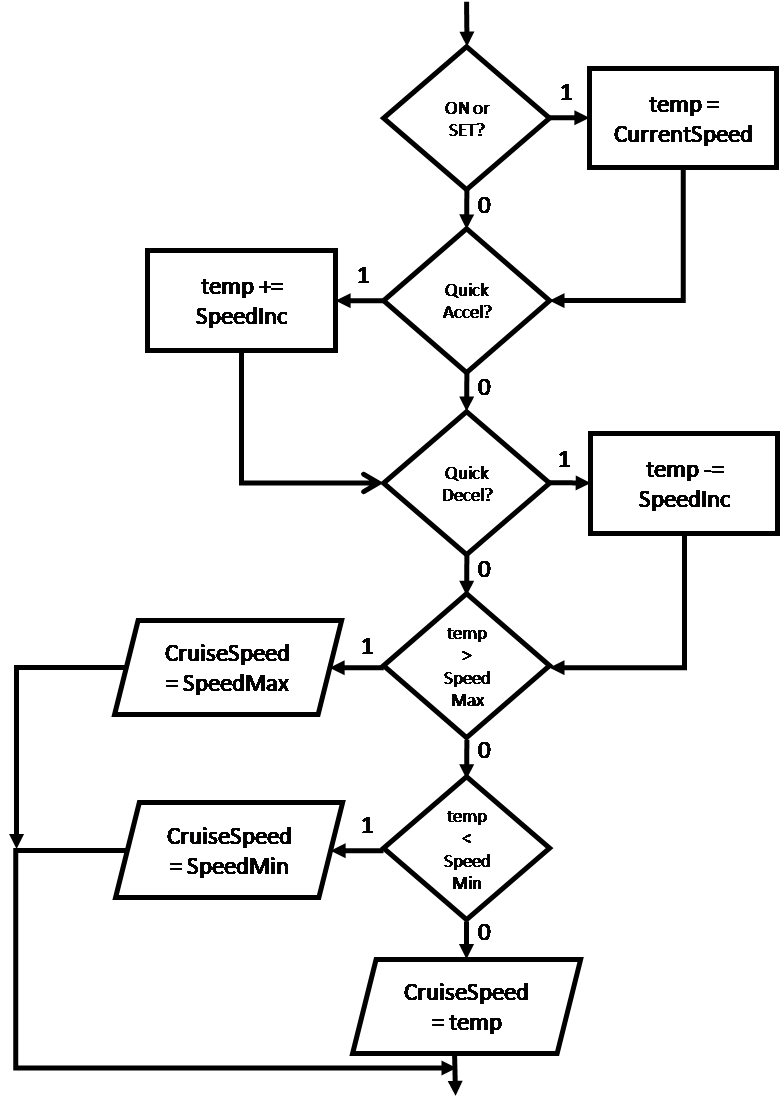 ON or
SET?
1
temp =
CurrentSpeed
0
temp +=
SpeedInc
1
Quick
Accel?
0
Quick
Decel?
1
temp -=
SpeedInc
0
CruiseSpeed
= SpeedMax
1
temp
>
Speed
Max
0
CruiseSpeed
= SpeedMin
1
temp
<
Speed
Min
0
CruiseSpeed
= temp